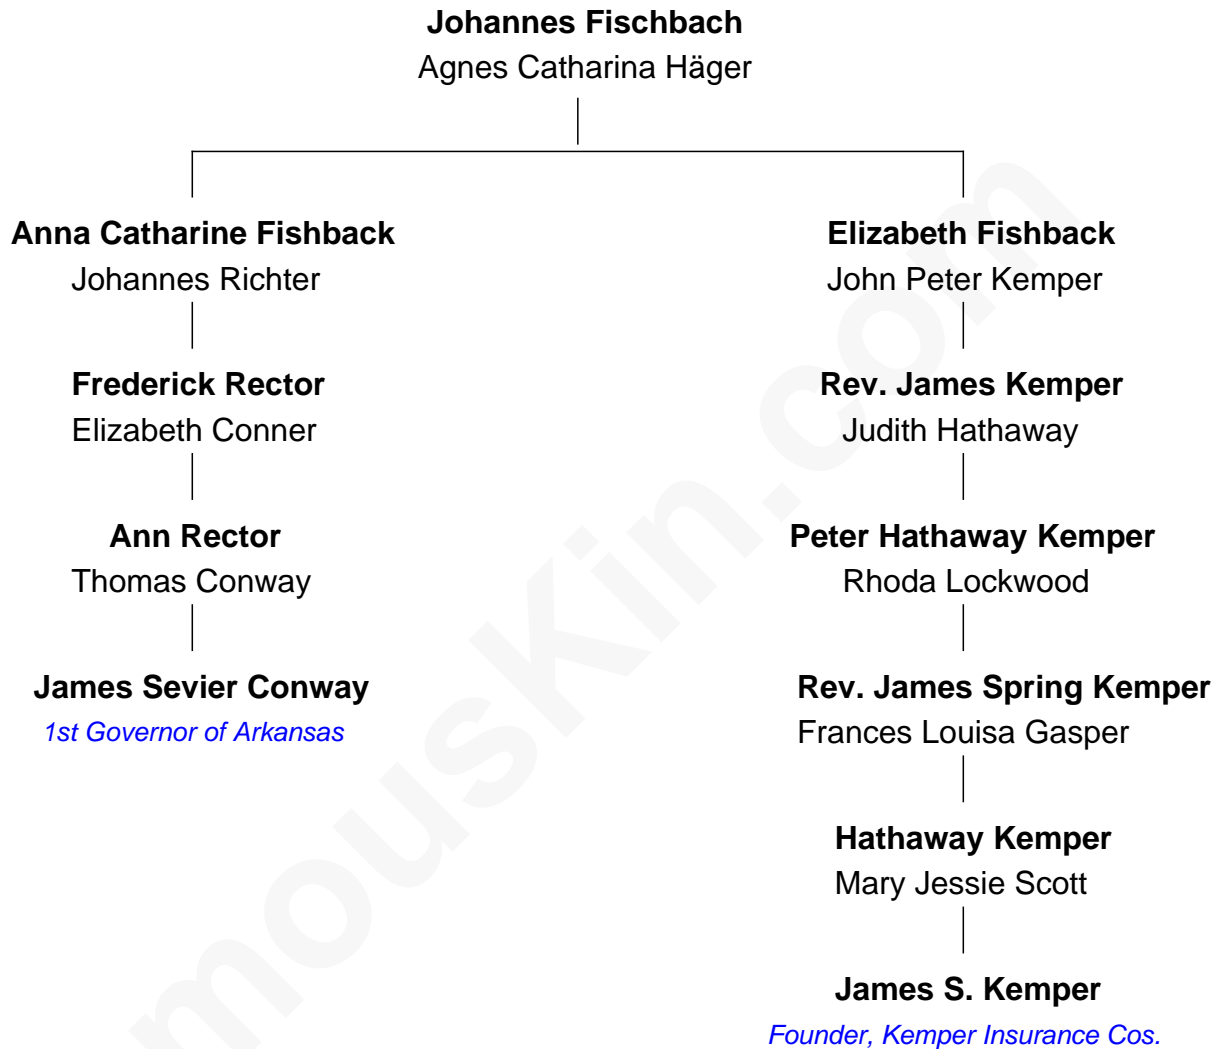 Johannes Fischbach
Agnes Catharina Häger
Anna Catharine Fishback
Johannes Richter
Frederick Rector
Elizabeth Conner
Ann Rector
Thomas Conway
James Sevier Conway
1st Governor of Arkansas
Elizabeth Fishback
John Peter Kemper
Rev. James Kemper
Judith Hathaway
Peter Hathaway Kemper
Rhoda Lockwood
Rev. James Spring Kemper
Frances Louisa Gasper
Hathaway Kemper
Mary Jessie Scott
James S. Kemper
Founder, Kemper Insurance Cos.
mousKin.com